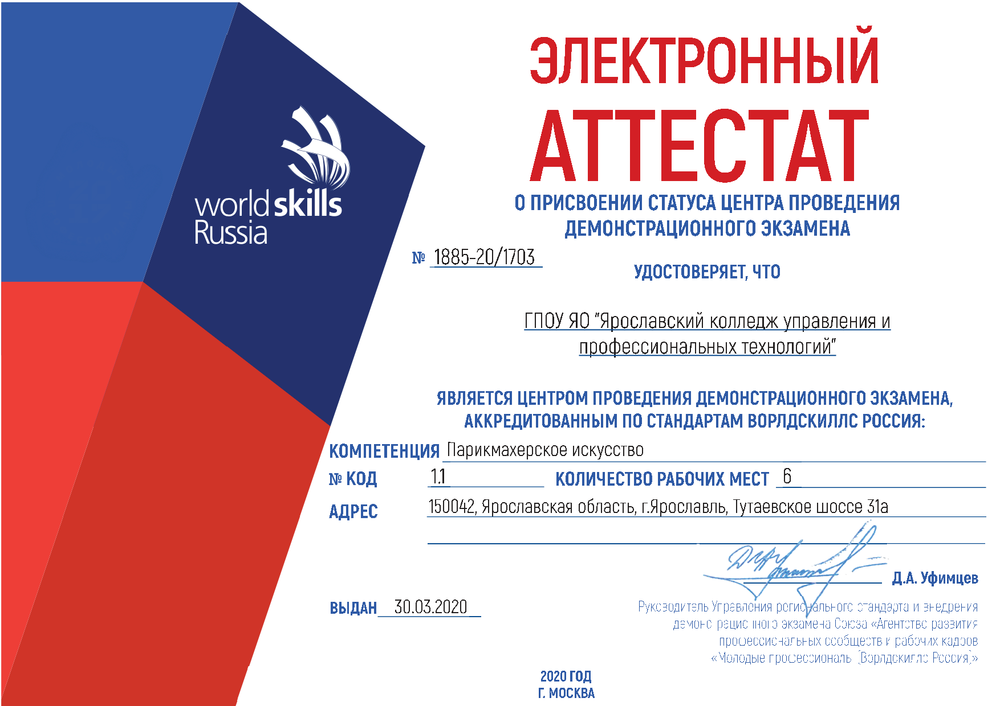 ЭЛЕКТРОННЫЙ
АТТЕСТАТ
О ПРИСВОЕНИИ СТАТУСА ЦЕНТРА ПРОВЕДЕНИЯ
ДЕМОНСТРАЦИОННОГО ЭКЗАМЕНА
world skills
Russia
№ 1885-20/1703
УДОСТОВЕРЯЕТ, ЧТО
ГПОУ ЯО "Ярославский колледж управления и
профессиональных технологий"
ЯВЛЯЕТСЯ ЦЕНТРОМ ПРОВЕДЕНИЯ ДЕМОНСТРАЦИОННОГО ЭКЗАМЕНА,
АККРЕДИТОВАННЫМ ПО СТАНДАРТАМ ВОРЛДСКИЛЛС РОССИЯ:
КОМПЕТЕНЦИЯ Парикмахерское искусство
№ КОД 1.1 КОЛИЧЕСТВО РАБОЧИХ МЕСТ 6
АДРЕС 150042, Ярославская область, г.Ярославль, Тутаевское шоссе 31а
Д.А. Уфимцев
ВЫДАН 30.03.2020
Руководитель Управления регионального стандарта и внедрения
демонстрационного экзамена Союза «Агентство развития
профессиональных сообществ и рабочих кадров
«Молодые профессионалы (Ворлдскиллс Россия)»
2020 ГОД
Г. МОСКВА